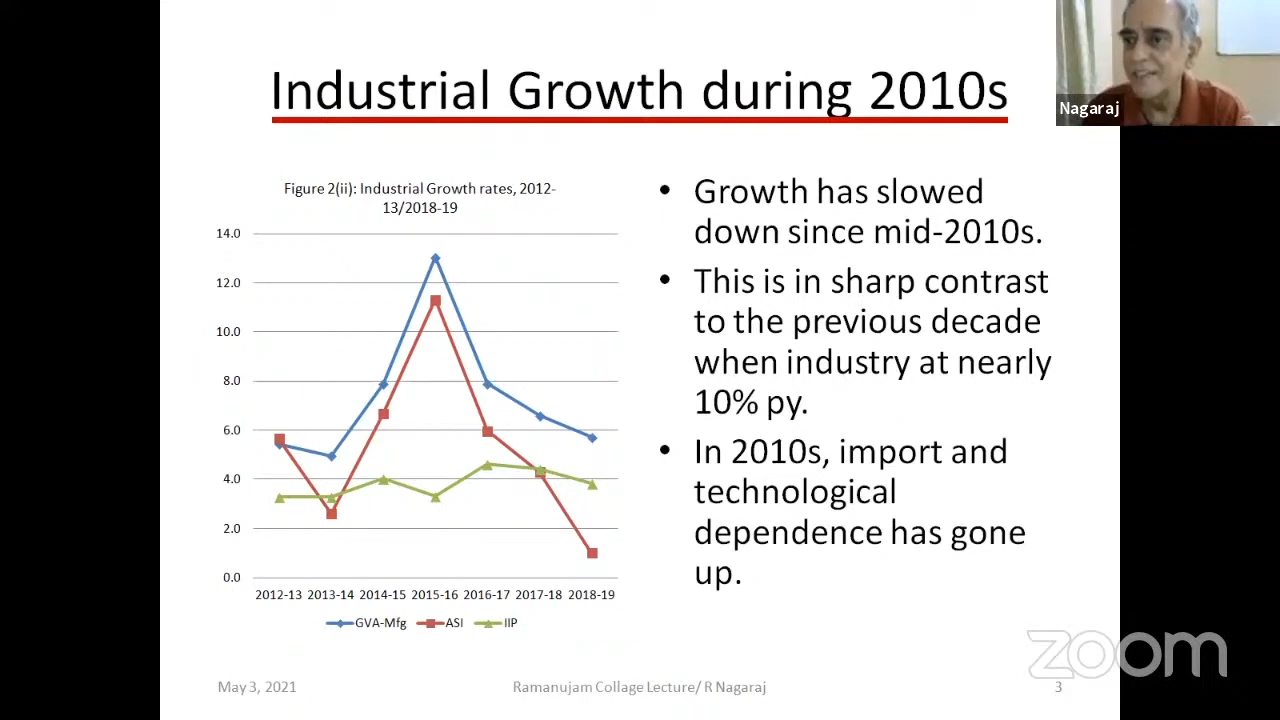 Industrial Growth during 2010s
Nagaraj
Figure 2(ii): Industrial Growth rates, 2012-
13/2018-19
14.0
12.0
10.0
8.0
6.0
4.0
2.0
0.0
2012-13 2013-14 2014-15 2015-16 2016-17 2017-18 2018-19
GVA-Mfg ASI IIP
• Growth has slowed
down since mid-2010s.
• This is in sharp contrast
to the previous decade
when industry at nearly
10% py.
• In 2010s, import and
technological
dependence has gone
up.
zoom
May 3, 2021
Ramanujam Collage Lecture/ R Nagaraj
3